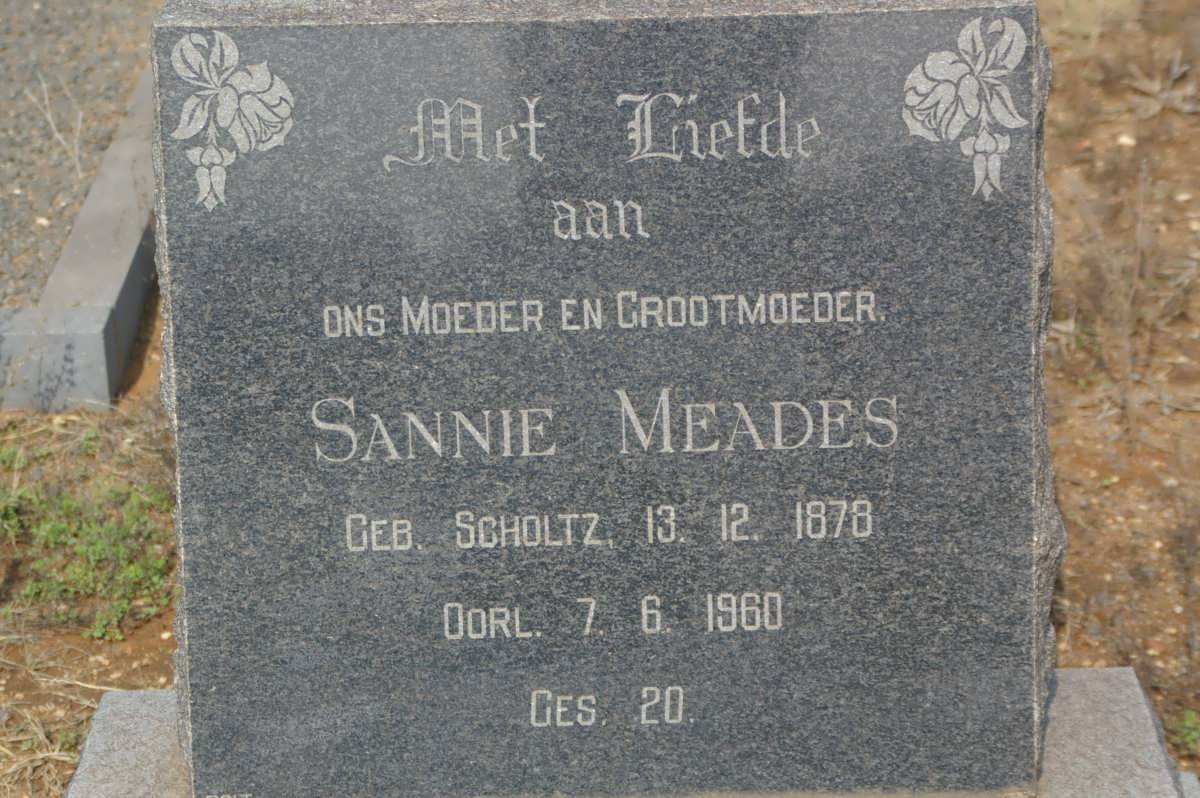 Met Liefde
aan
ONS MOEDER EN GROOTMOEDER.
SANNIE MEADES
GEB. SCHOLTZ, 13. 12. 1878
OORL. 7. 6. 1960
GES. 20.